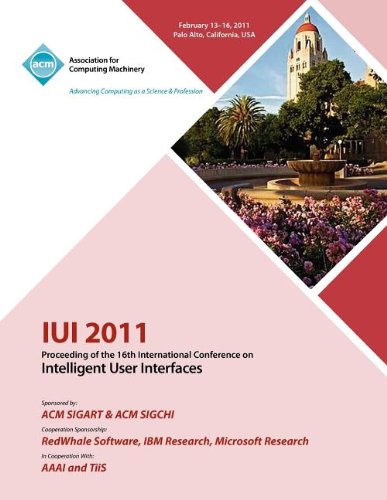 February 13–16, 2011
Palo Alto, California, USA
acm
Association for
Computing Machinery
Advancing Computing as a Science & Profession
IUI 2011
Proceeding of the 16th International Conference on
Intelligent User Interfaces
Sponsored by:
ACM SIGART & ACM SIGCHI
Cooperation Sponsorship:
RedWhale Software, IBM Research, Microsoft Research
In Cooperation With:
AAAI and TiiS